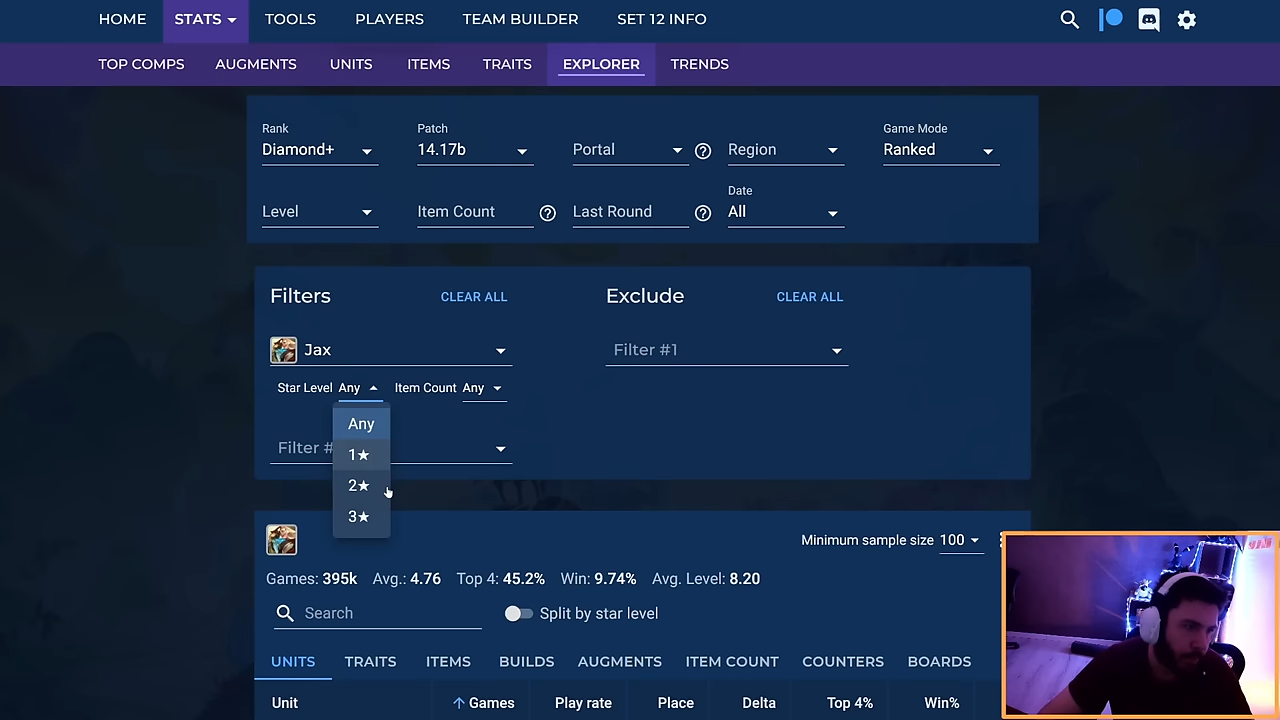 HOME STATS TOOLS PLAYERS TEAM BUILDER SET 12 INFO
TOP COMPS AUGMENTS UNITS ITEMS TRAITS EXPLORER TRENDS
Rank Patch Game Mode
Diamond+ 14.17b Portal Region Ranked
Date
Level Item Count Last Round All
Filters CLEAR ALL Exclude CLEAR ALL
Jax Filter #1
Star Level Any Item Count Any
Any
Filter #
1★
2★
3★
Minimum sample size 100
Games: 395k Avg.: 4.76 Top 4: 45.2% Win: 9.74% Avg. Level: 8.20
Search Split by star level
UNITS TRAITS ITEMS BUILDS AUGMENTS ITEM COUNT COUNTERS BOARDS
Unit Games Play rate Place Delta Top 4% Win%